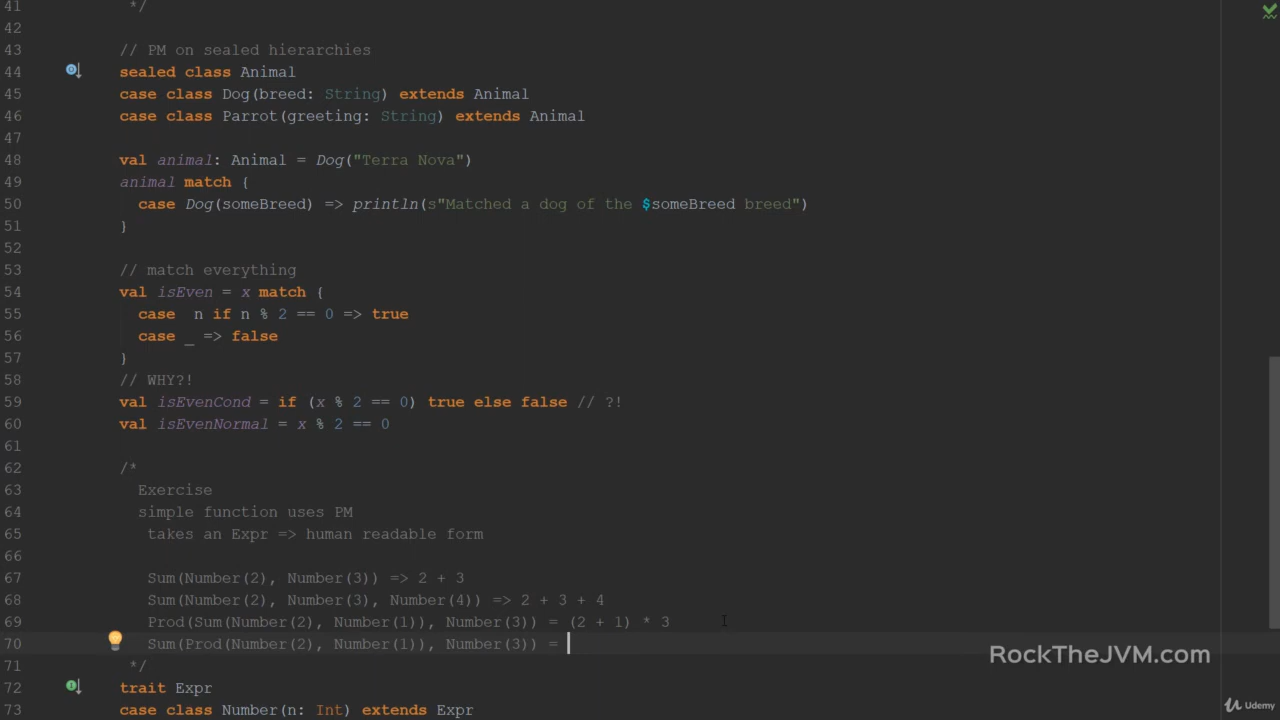 41 */
42
43 // PM on sealed hierarchies
44 sealed class Animal
45 case class Dog(breed: String) extends Animal
46 case class Parrot(greeting: String) extends Animal
47
48 val animal: Animal = Dog("Terra Nova")
49 animal match {
50 case Dog(someBreed) => println(s"Matched a dog of the $someBreed breed")
51 }
52
53 // match everything
54 val isEven = x match {
55 case  n if n % 2 == 0 => true
56 case _ => false
57 }
58 // WHY?!
59 val isEvenCond = if (x % 2 == 0) true else false // ?!
60 val isEvenNormal = x % 2 == 0
61
62 /*
63 Exercise
64 simple function uses PM
65 takes an Expr => human readable form
66
67 Sum(Number(2), Number(3)) => 2 + 3
68 Sum(Number(2), Number(3), Number(4)) => 2 + 3 + 4
69 Prod(Sum(Number(2), Number(1)), Number(3)) = (2 + 1) * 3
70 Sum(Prod(Number(2), Number(1)), Number(3)) =
RockTheJVM.com
71 */
72 trait Expr
73 case class Number(n: Int) extends Expr
Udemy